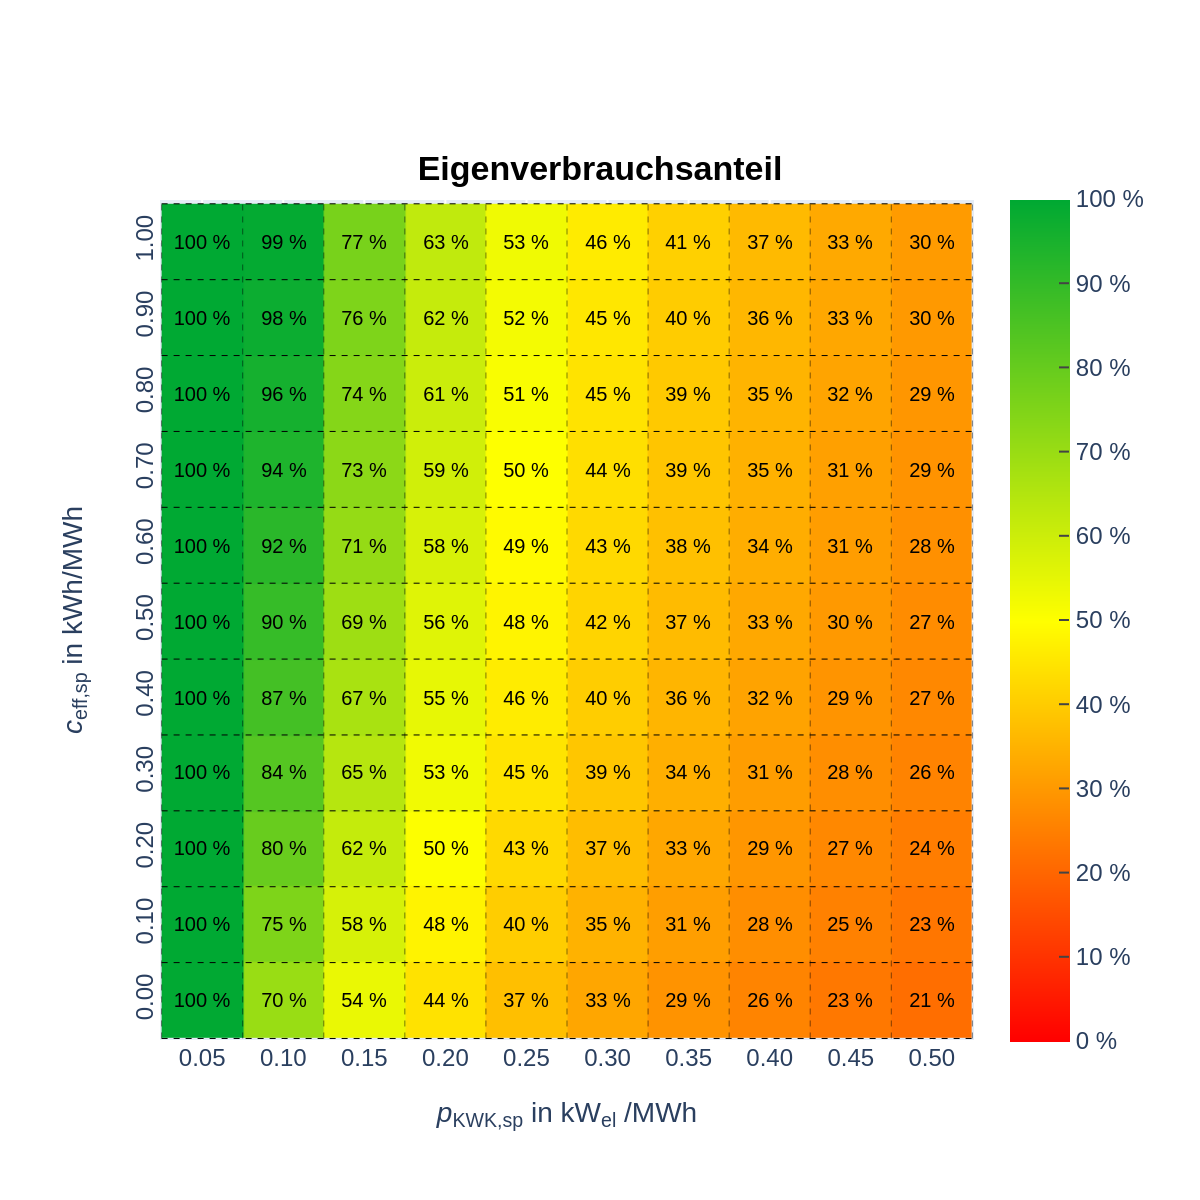 Eigenverbrauchsanteil
1.00 100 % 99 % 77 % 63 % 53 % 46 % 41 % 37 % 33 % 30 %
0.90 100 % 98 % 76 % 62 % 52 % 45 % 40 % 36 % 33 % 30 %
0.80 100 % 96 % 74 % 61 % 51 % 45 % 39 % 35 % 32 % 29 %
0.70 100 % 94 % 73 % 59 % 50 % 44 % 39 % 35 % 31 % 29 %
0.60 100 % 92 % 71 % 58 % 49 % 43 % 38 % 34 % 31 % 28 %
0.50 100 % 90 % 69 % 56 % 48 % 42 % 37 % 33 % 30 % 27 %
0.40 100 % 87 % 67 % 55 % 46 % 40 % 36 % 32 % 29 % 27 %
0.30 100 % 84 % 65 % 53 % 45 % 39 % 34 % 31 % 28 % 26 %
0.20 100 % 80 % 62 % 50 % 43 % 37 % 33 % 29 % 27 % 24 %
0.10 100 % 75 % 58 % 48 % 40 % 35 % 31 % 28 % 25 % 23 %
0.00 100 % 70 % 54 % 44 % 37 % 33 % 29 % 26 % 23 % 21 %
0.05 0.10 0.15 0.20 0.25 0.30 0.35 0.40 0.45 0.50
pKWK,sp in kWel /MWh
ceff,sp in kWh/MWh
100 %
90 %
80 %
70 %
60 %
50 %
40 %
30 %
20 %
10 %
0 %